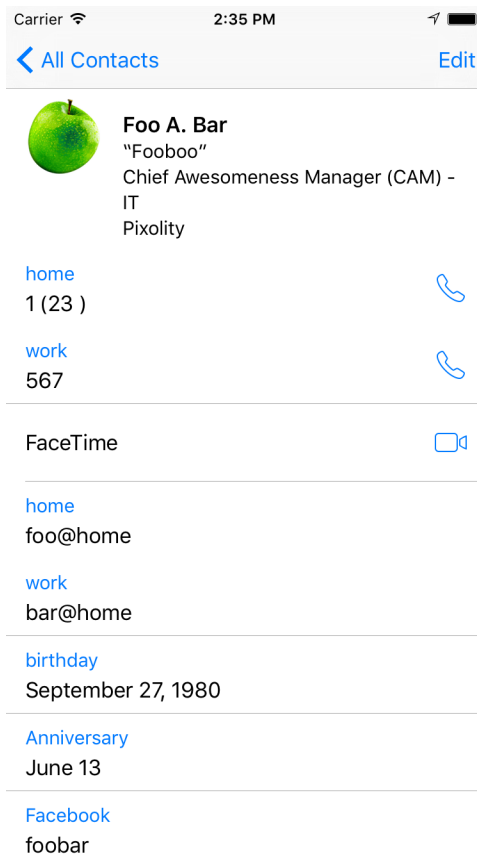 Carrier 2:35 PM
All Contacts Edit
Foo A. Bar
“Fooboo”
Chief Awesomeness Manager (CAM) -
IT
Pixolity
home
1 (23 )
work
567
FaceTime
home
foo@home
work
bar@home
birthday
September 27, 1980
Anniversary
June 13
Facebook
foobar